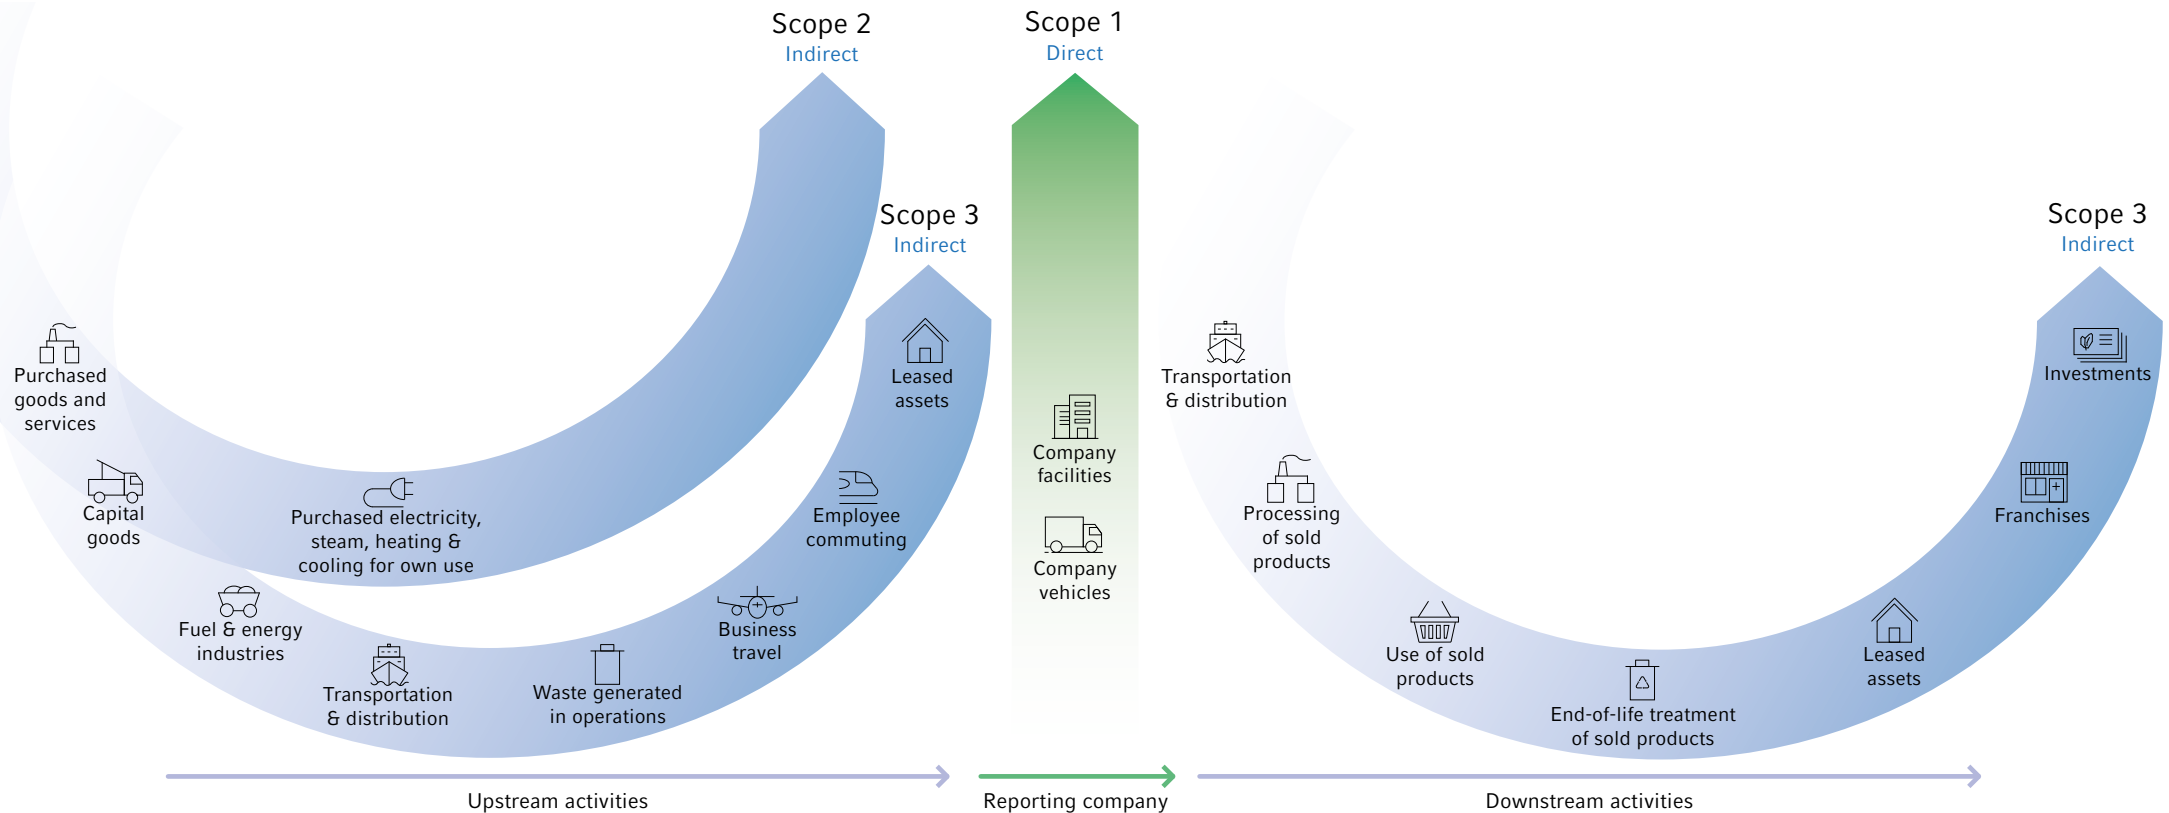 Scope 2
Indirect
Scope 1
Direct
Scope 3
Indirect
Scope 3
Indirect
Purchased
goods and
services
Capital
goods
Purchased electricity,
steam, heating &
cooling for own use
Fuel & energy
industries
Transportation
& distribution
Waste generated
in operations
Business
travel
Employee
commuting
Leased
assets
Company
facilities
Company
vehicles
Transportation
& distribution
Processing
of sold
products
Use of sold
products
End-of-life treatment
of sold products
Leased
assets
Franchises
Investments
Upstream activities
Reporting company
Downstream activities